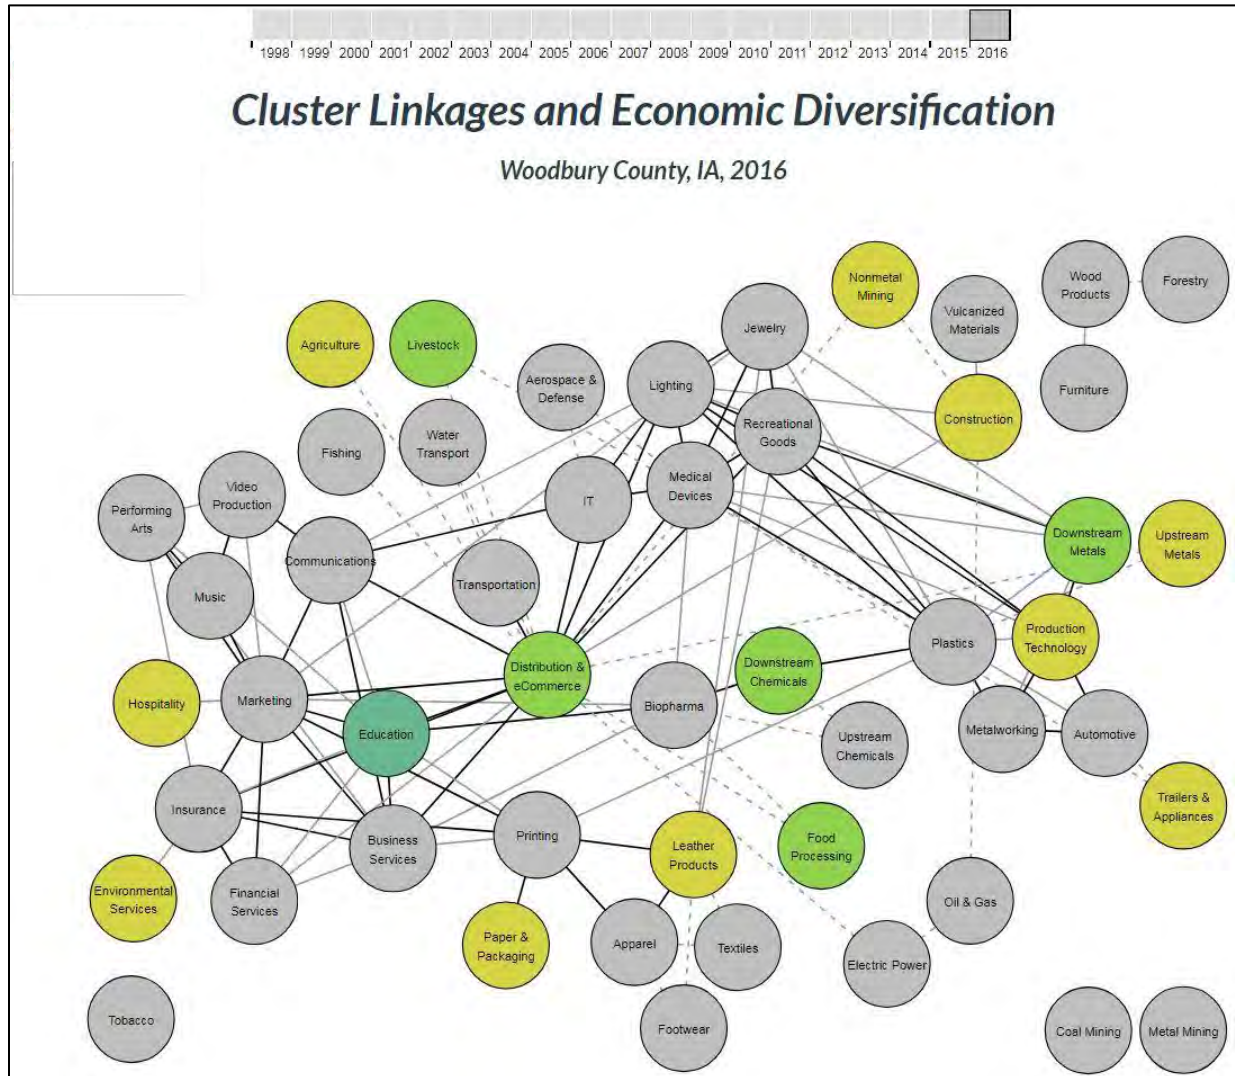 1998 1999 2000 2001 2002 2003 2004 2005 2006 2007 2008 2009 2010 2011 2012 2013 2014 2015 2016
Cluster Linkages and Economic Diversification
Woodbury County, IA, 2016
Nonmetal
Mining
Wood
Products
Forestry
Vulcanized
Materials
Jewelry
Agriculture
Livestock
Aerospace &
Defense
Lighting
Furniture
Recreational
Goods
Construction
Fishing
Water
Transport
Medical
Devices
Video
Production
Performing
Arts
IT
Downstream
Metals
Upstream
Metals
Communications
Transportation
Music
Production
Technology
Plastics
Distribution &
eCommerce
Downstream
Chemicals
Hospitality
Marketing
Biopharma
Education
Upstream
Chemicals
Metalworking
Automotive
Insurance
Trailers &
Appliances
Business
Services
Printing
Leather
Products
Food
Processing
Environmental
Services
Financial
Services
Oil & Gas
Paper &
Packaging
Apparel
Textiles
Electric Power
Tobacco
Footwear
Coal Mining
Metal Mining